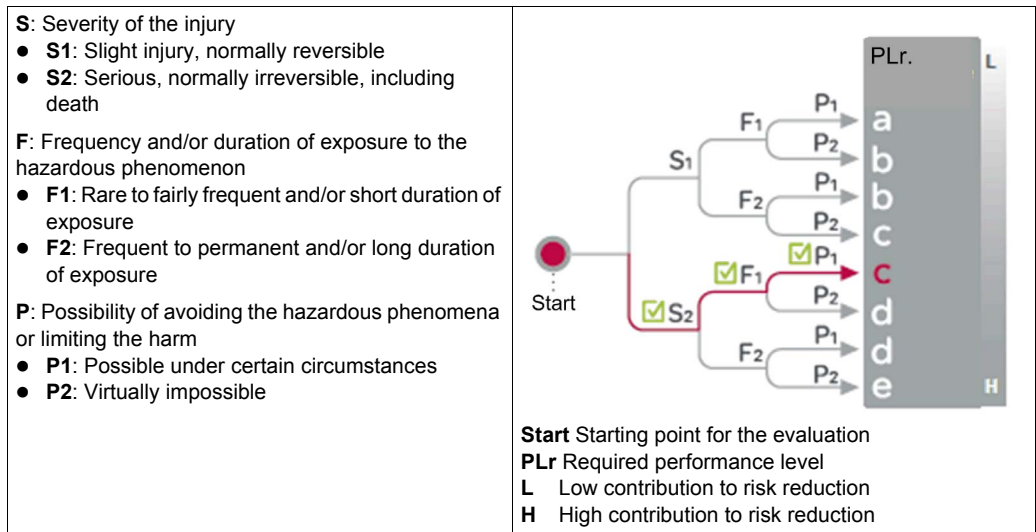 S: Severity of the injury
● S1: Slight injury, normally reversible
● S2: Serious, normally irreversible, including
death
F: Frequency and/or duration of exposure to the
hazardous phenomenon
● F1: Rare to fairly frequent and/or short duration of
exposure
● F2: Frequent to permanent and/or long duration
of exposure
P: Possibility of avoiding the hazardous phenomena
or limiting the harm
● P1: Possible under certain circumstances
● P2: Virtually impossible
PLr.
L
P1
a
F1
P2
b
S1
P1
b
F2
P2
c
P1
c
F1
Start
P2
d
S2
P1
d
F2
P2
e
H
Start Starting point for the evaluation
PLr Required performance level
L Low contribution to risk reduction
H High contribution to risk reduction